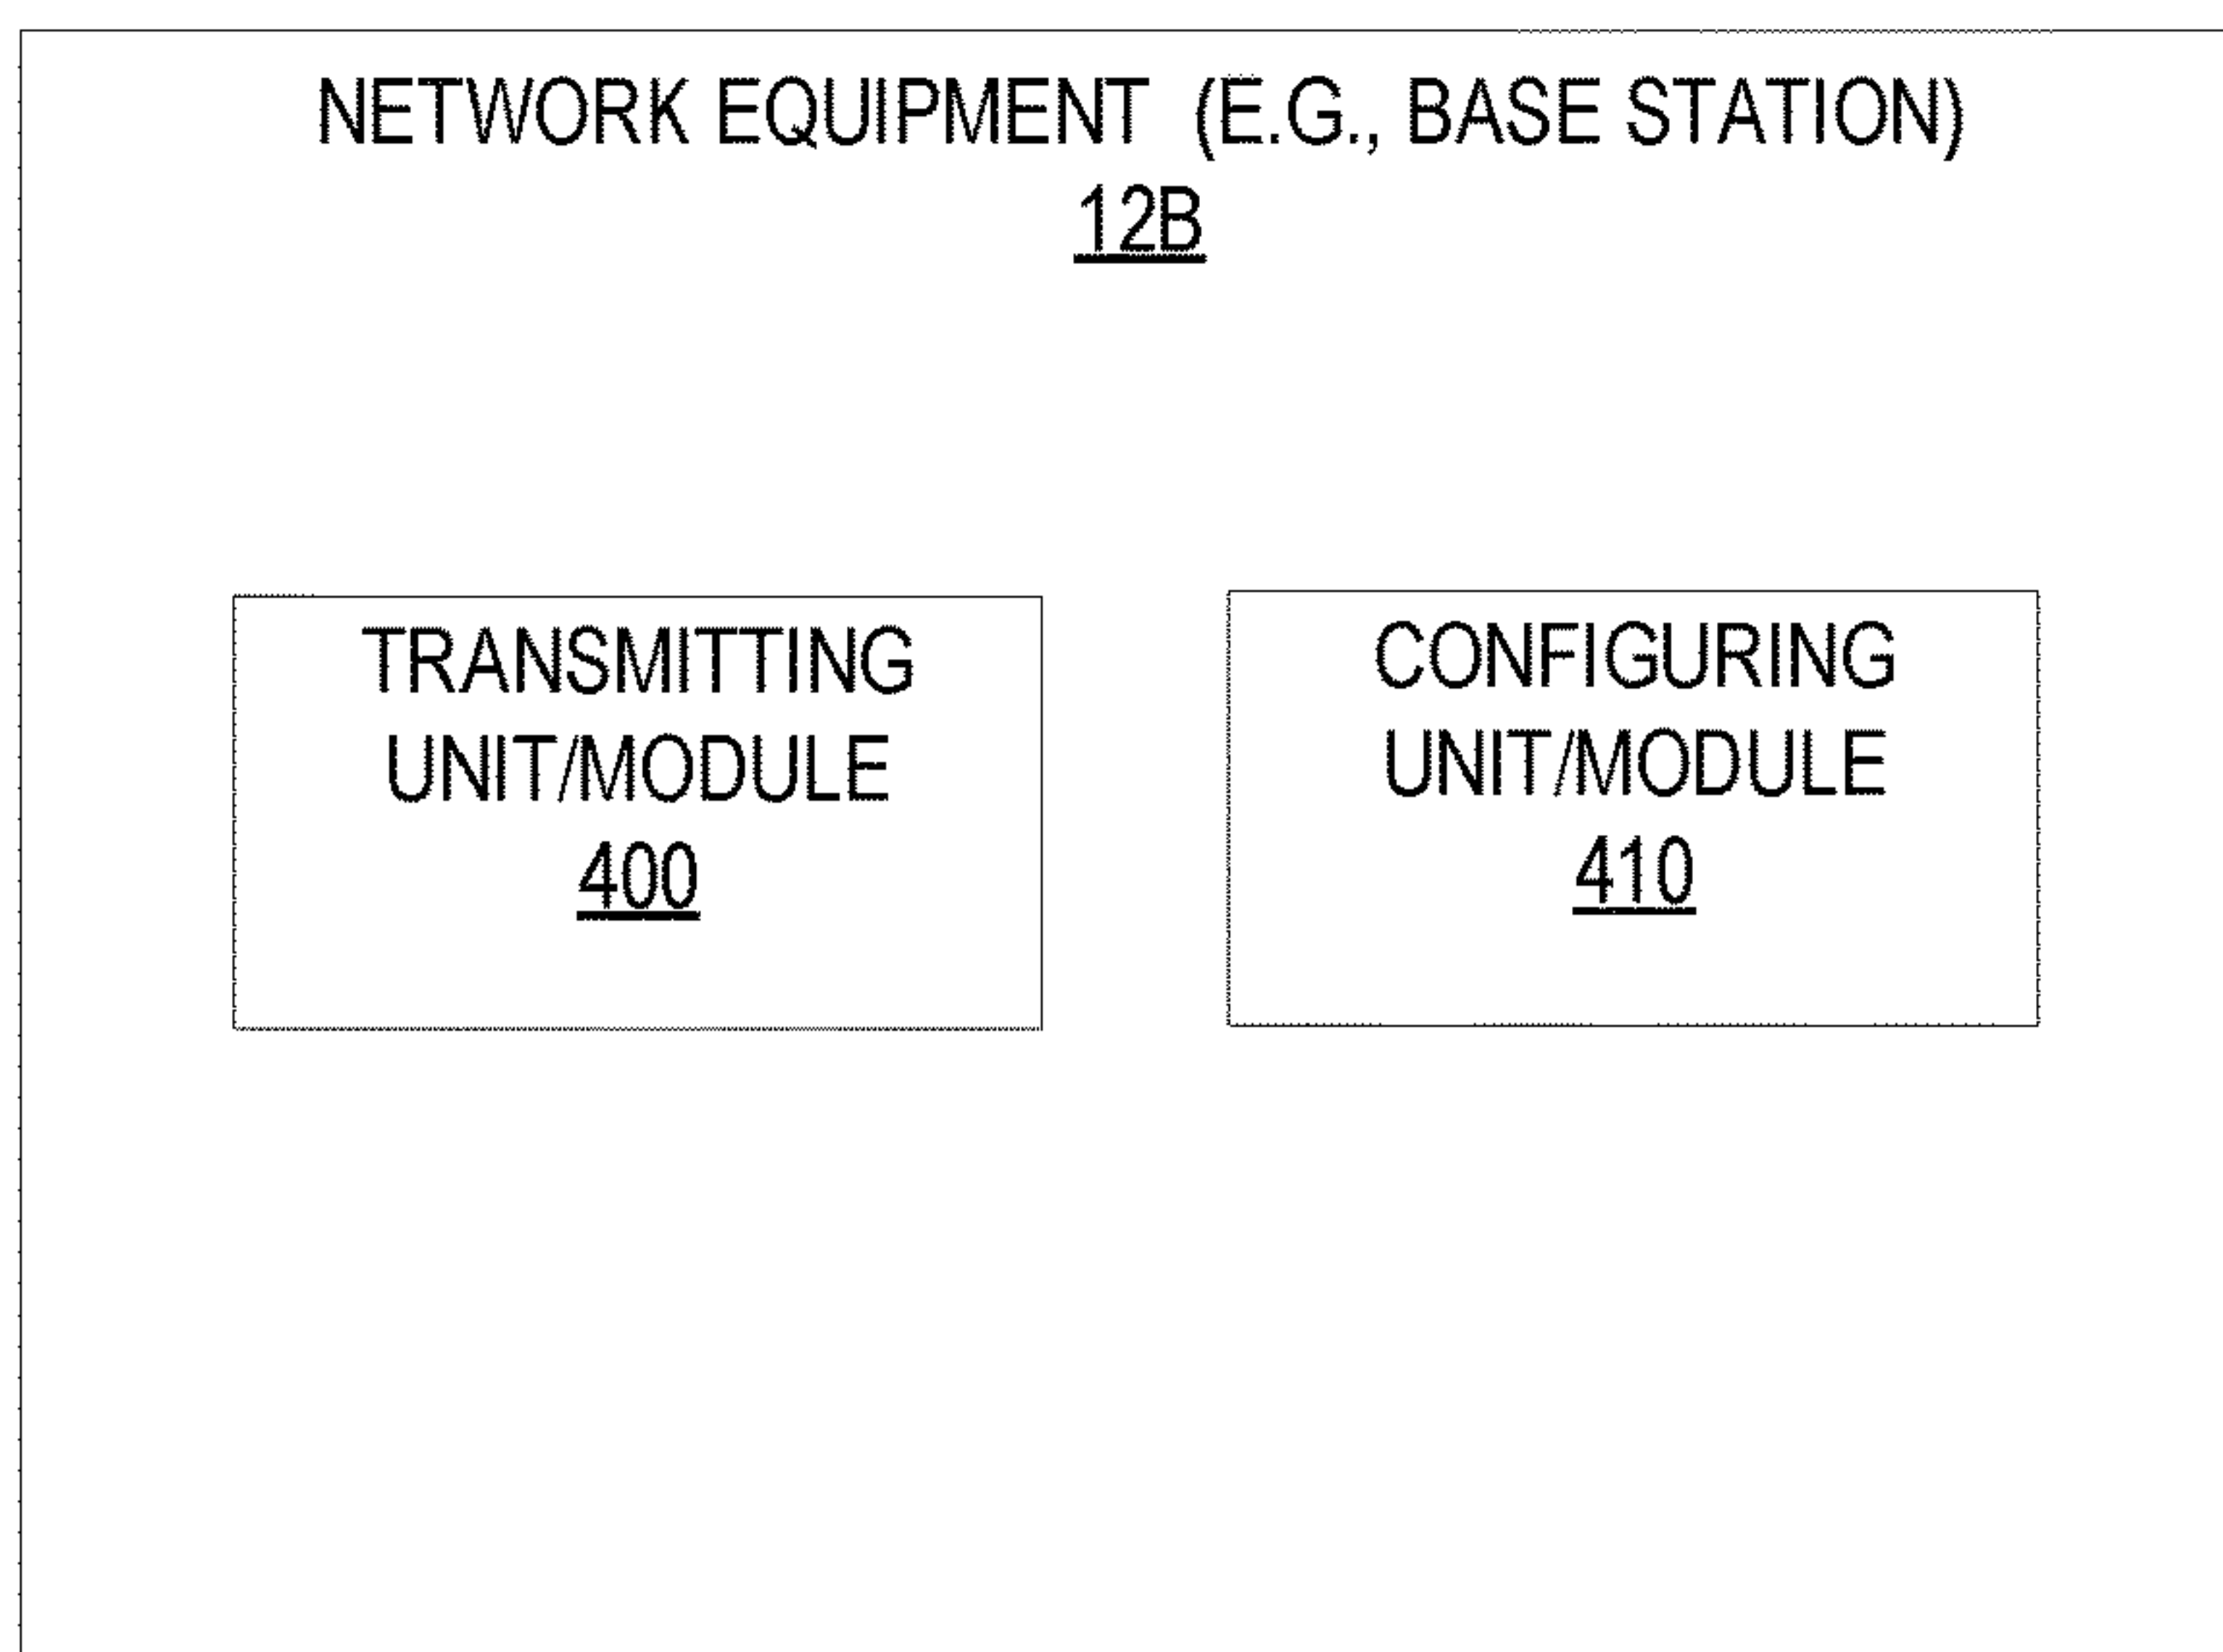 NETWORK EQUIPMENT (E.G., BASE STATION)
12B
TRANSMITTING
UNIT/MODULE
400
CONFIGURING
UNIT/MODULE
410